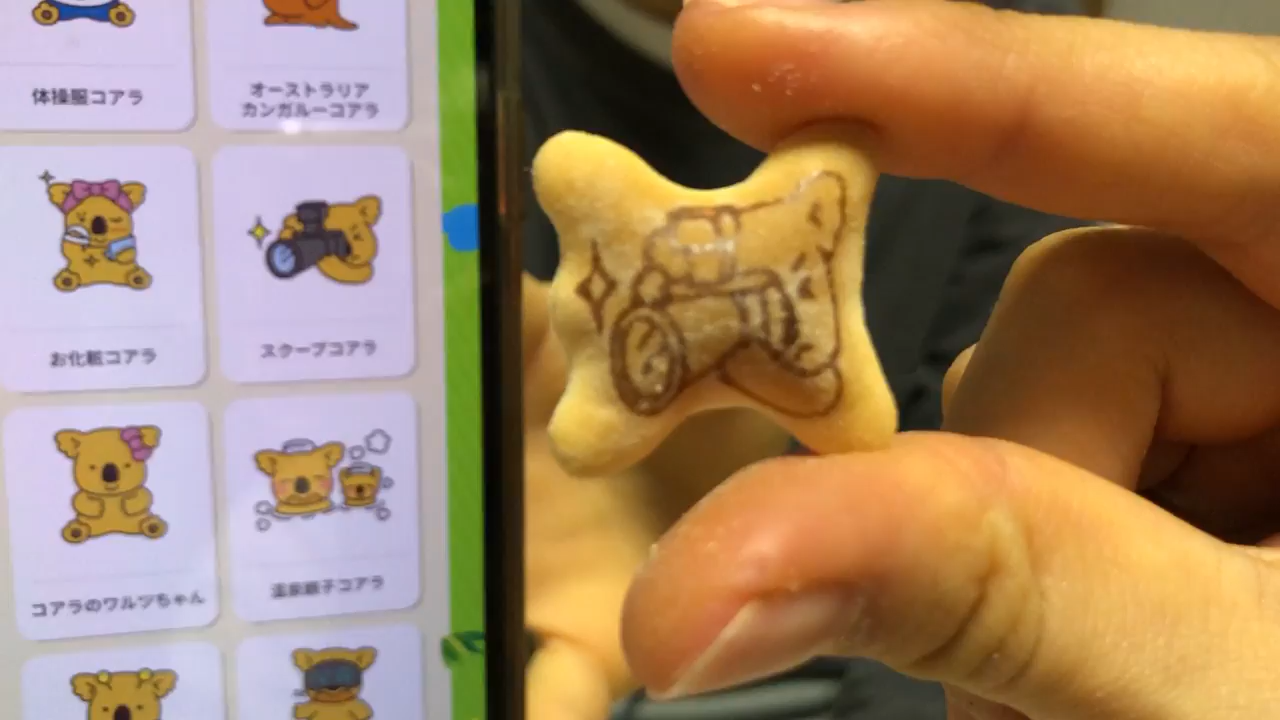 体操服コアラ
オーストラリア
カンガルーコアラ
お化粧コアラ
スクープコアラ
コアラのワルツちゃん
温泉親子コアラ